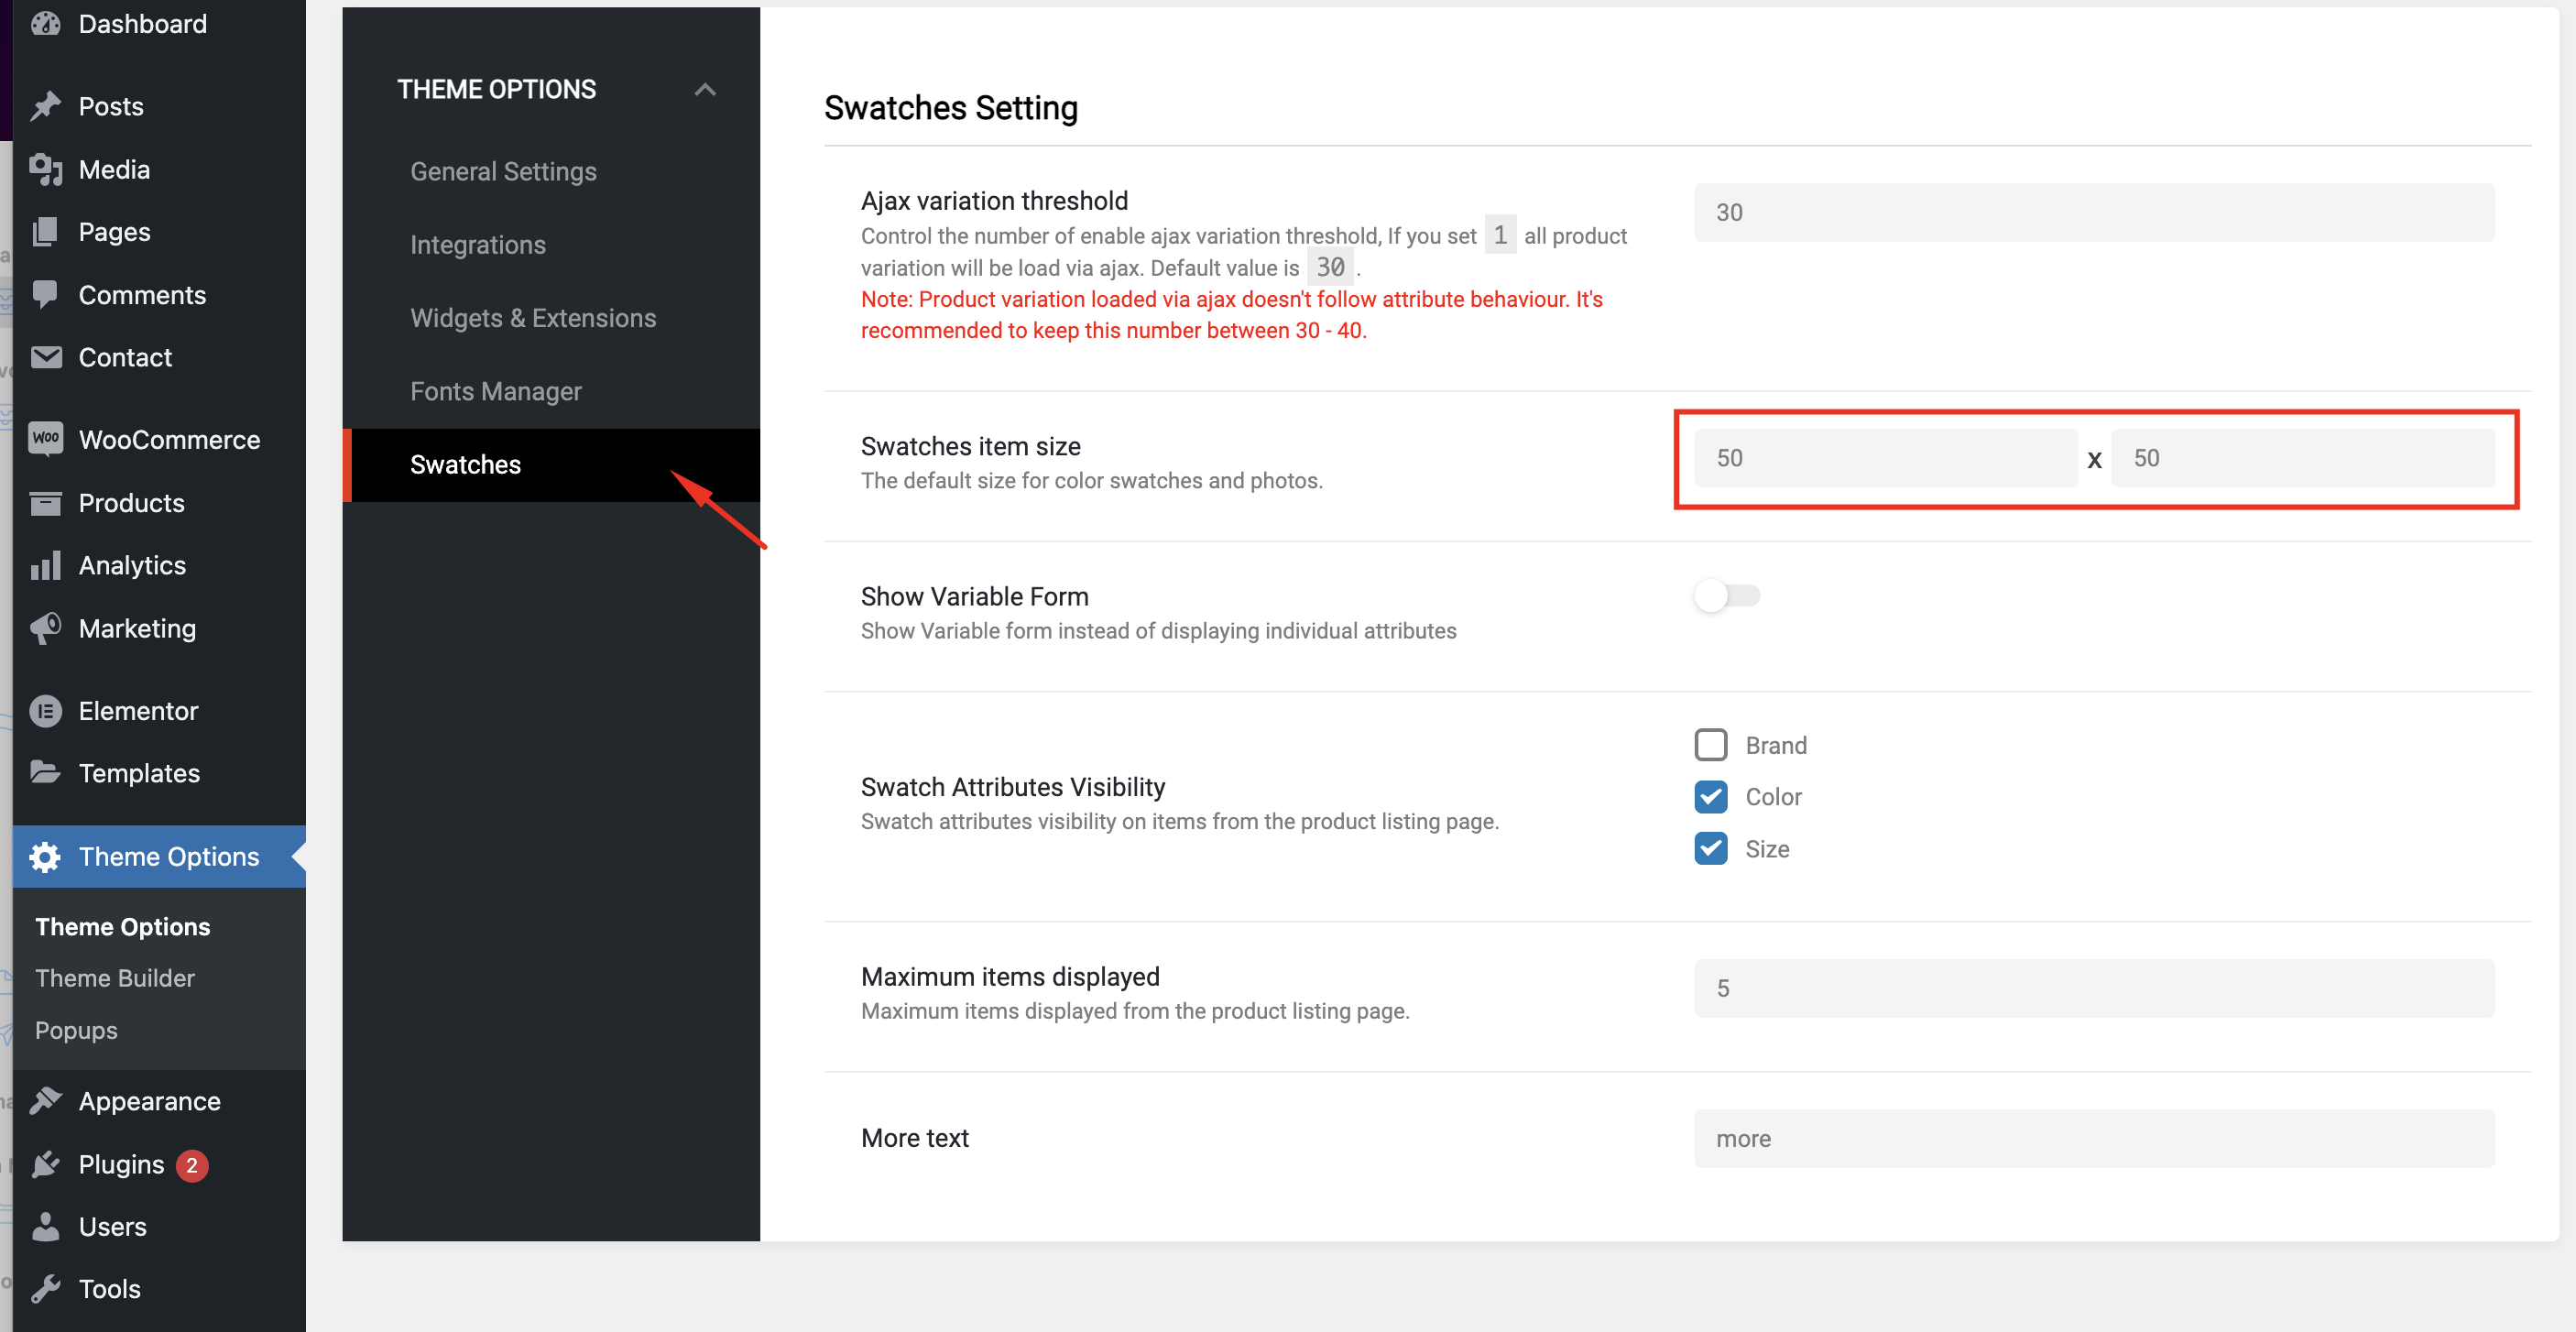 Dashboard
Posts
Media
Pages
Comments
Contact
WOO
WooCommerce
Products
Analytics
Marketing
Elementor
Templates
Theme Options
Theme Options
Theme Builder
Popups
Appearance
Plugins 2
Users
Tools
THEME OPTIONS
General Settings
Integrations
Widgets & Extensions
Fonts Manager
Swatches
Swatches Setting
Ajax variation threshold
Control the number of enable ajax variation threshold, If you set 1 all product
variation will be load via ajax. Default value is 30 .
Note: Product variation loaded via ajax doesn't follow attribute behaviour. It's
recommended to keep this number between 30 - 40.
30
Swatches item size
The default size for color swatches and photos.
50 x 50
Show Variable Form
Show Variable form instead of displaying individual attributes
Swatch Attributes Visibility
Swatch attributes visibility on items from the product listing page.
Brand
Color
Size
Maximum items displayed
Maximum items displayed from the product listing page.
5
More text
more